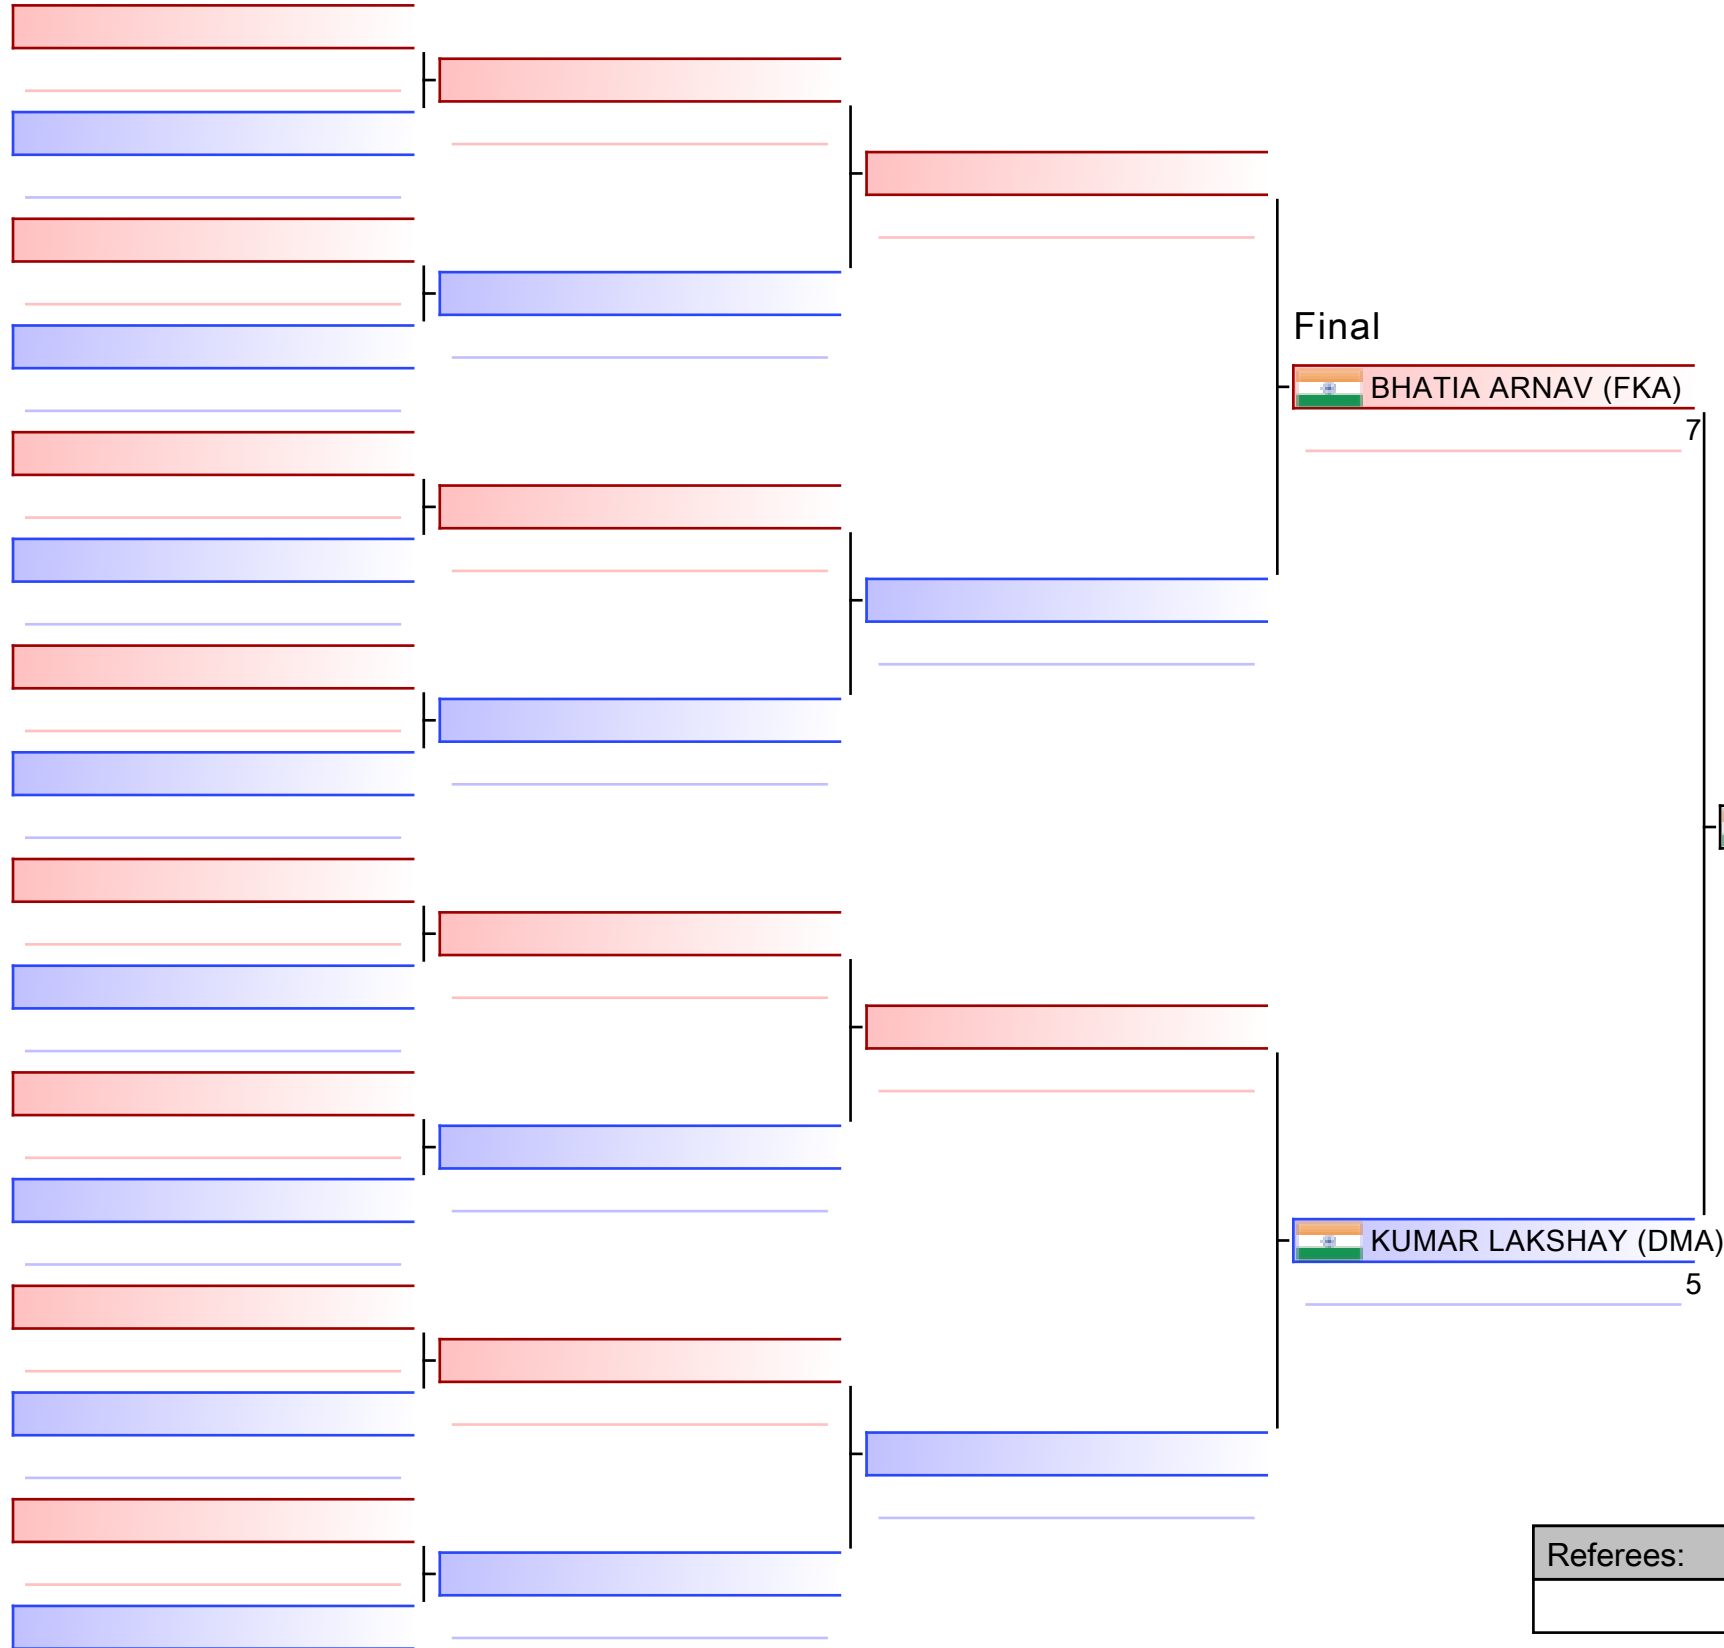 Final
BHATIA ARNAV (FKA)
7
KUMAR LAKSHAY (DMA)
5
Referees: